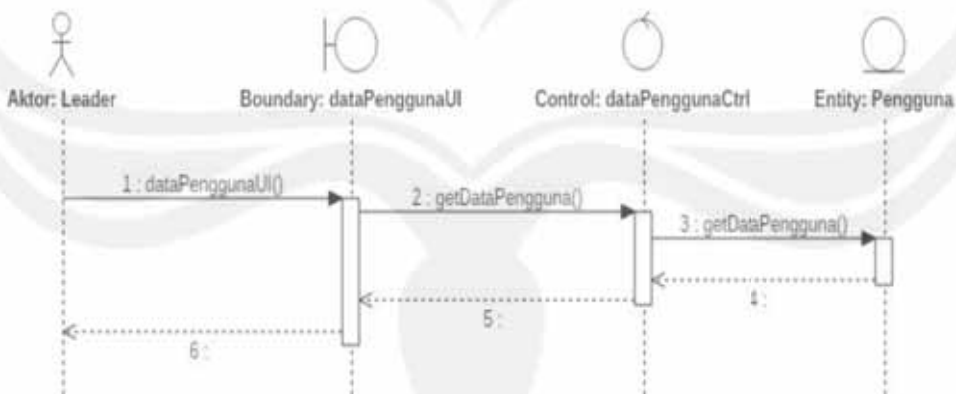 Aktor: Leader
Boundary: dataPenggunaUI
Control: dataPenggunaCtrl
Entity: Pengguna
1 : dataPenggunaUI()
2 : getDataPengguna()
3 : getDataPengguna()
4 :
5 :
6 :